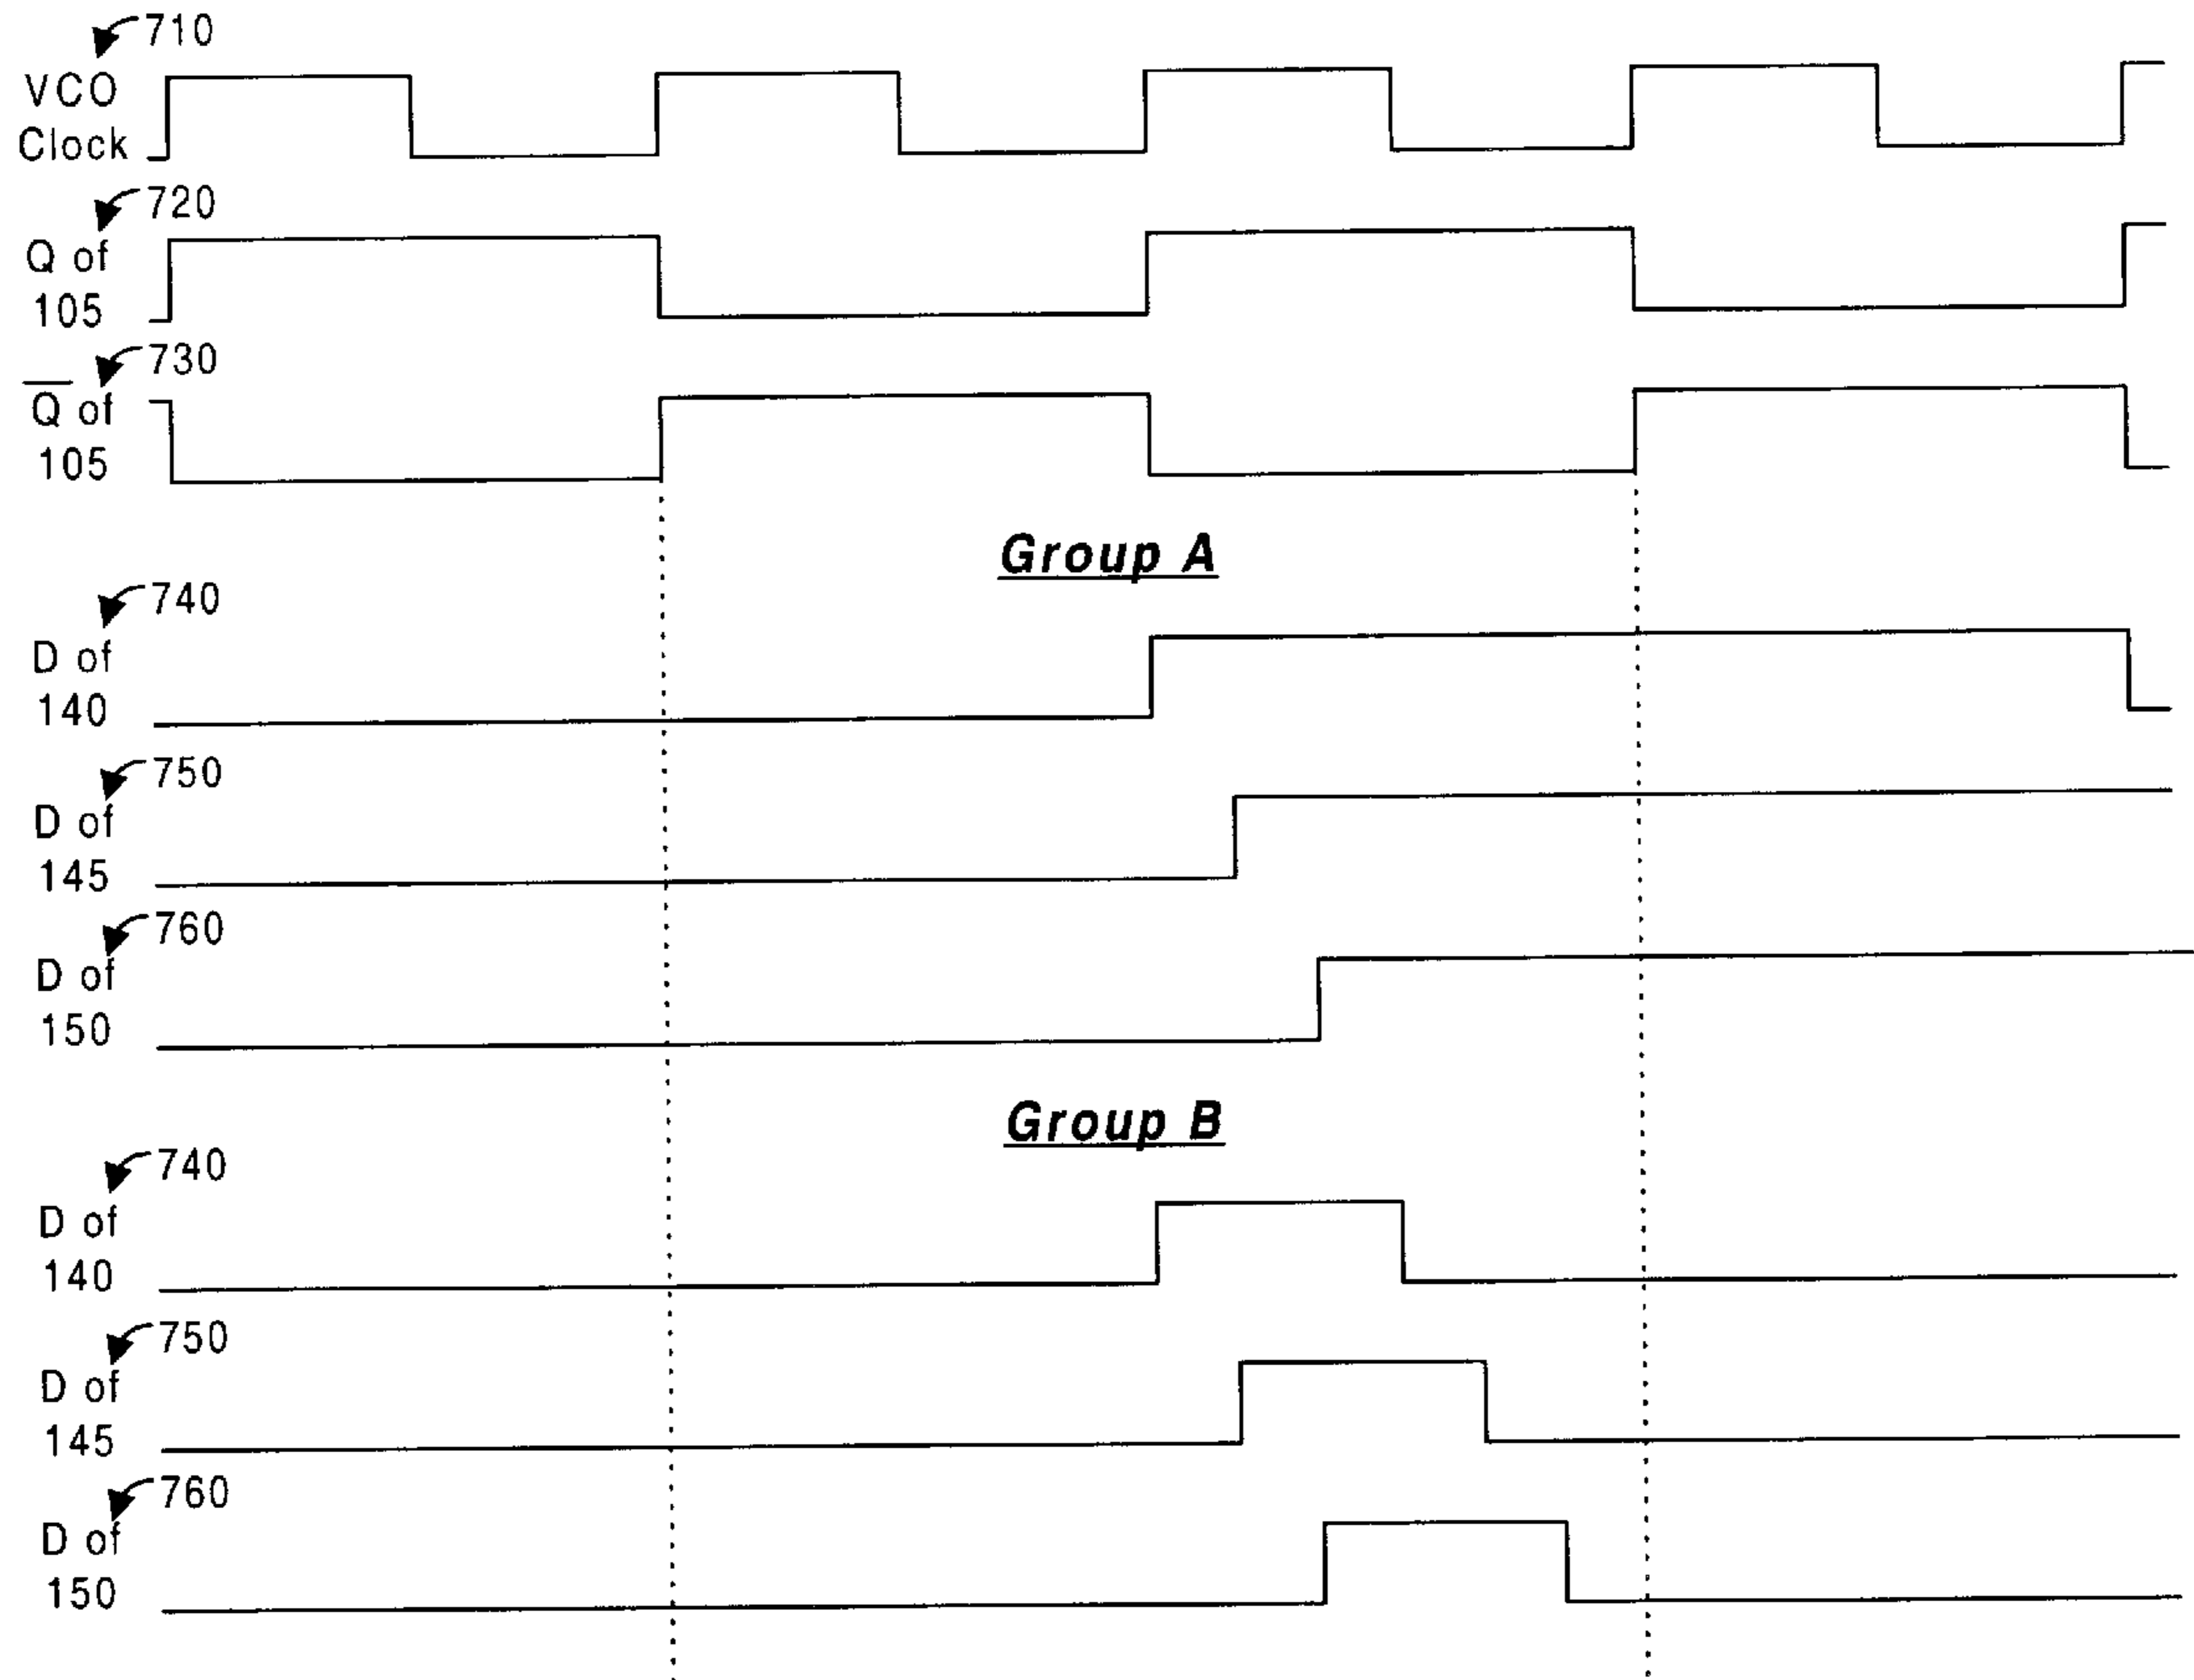 710
VCO
Clock
720
Q of
105
730
Q̅ of
105
Group A
740
D of
140
750
D of
145
760
D of
150
Group B
740
D of
140
750
D of
145
760
D of
150